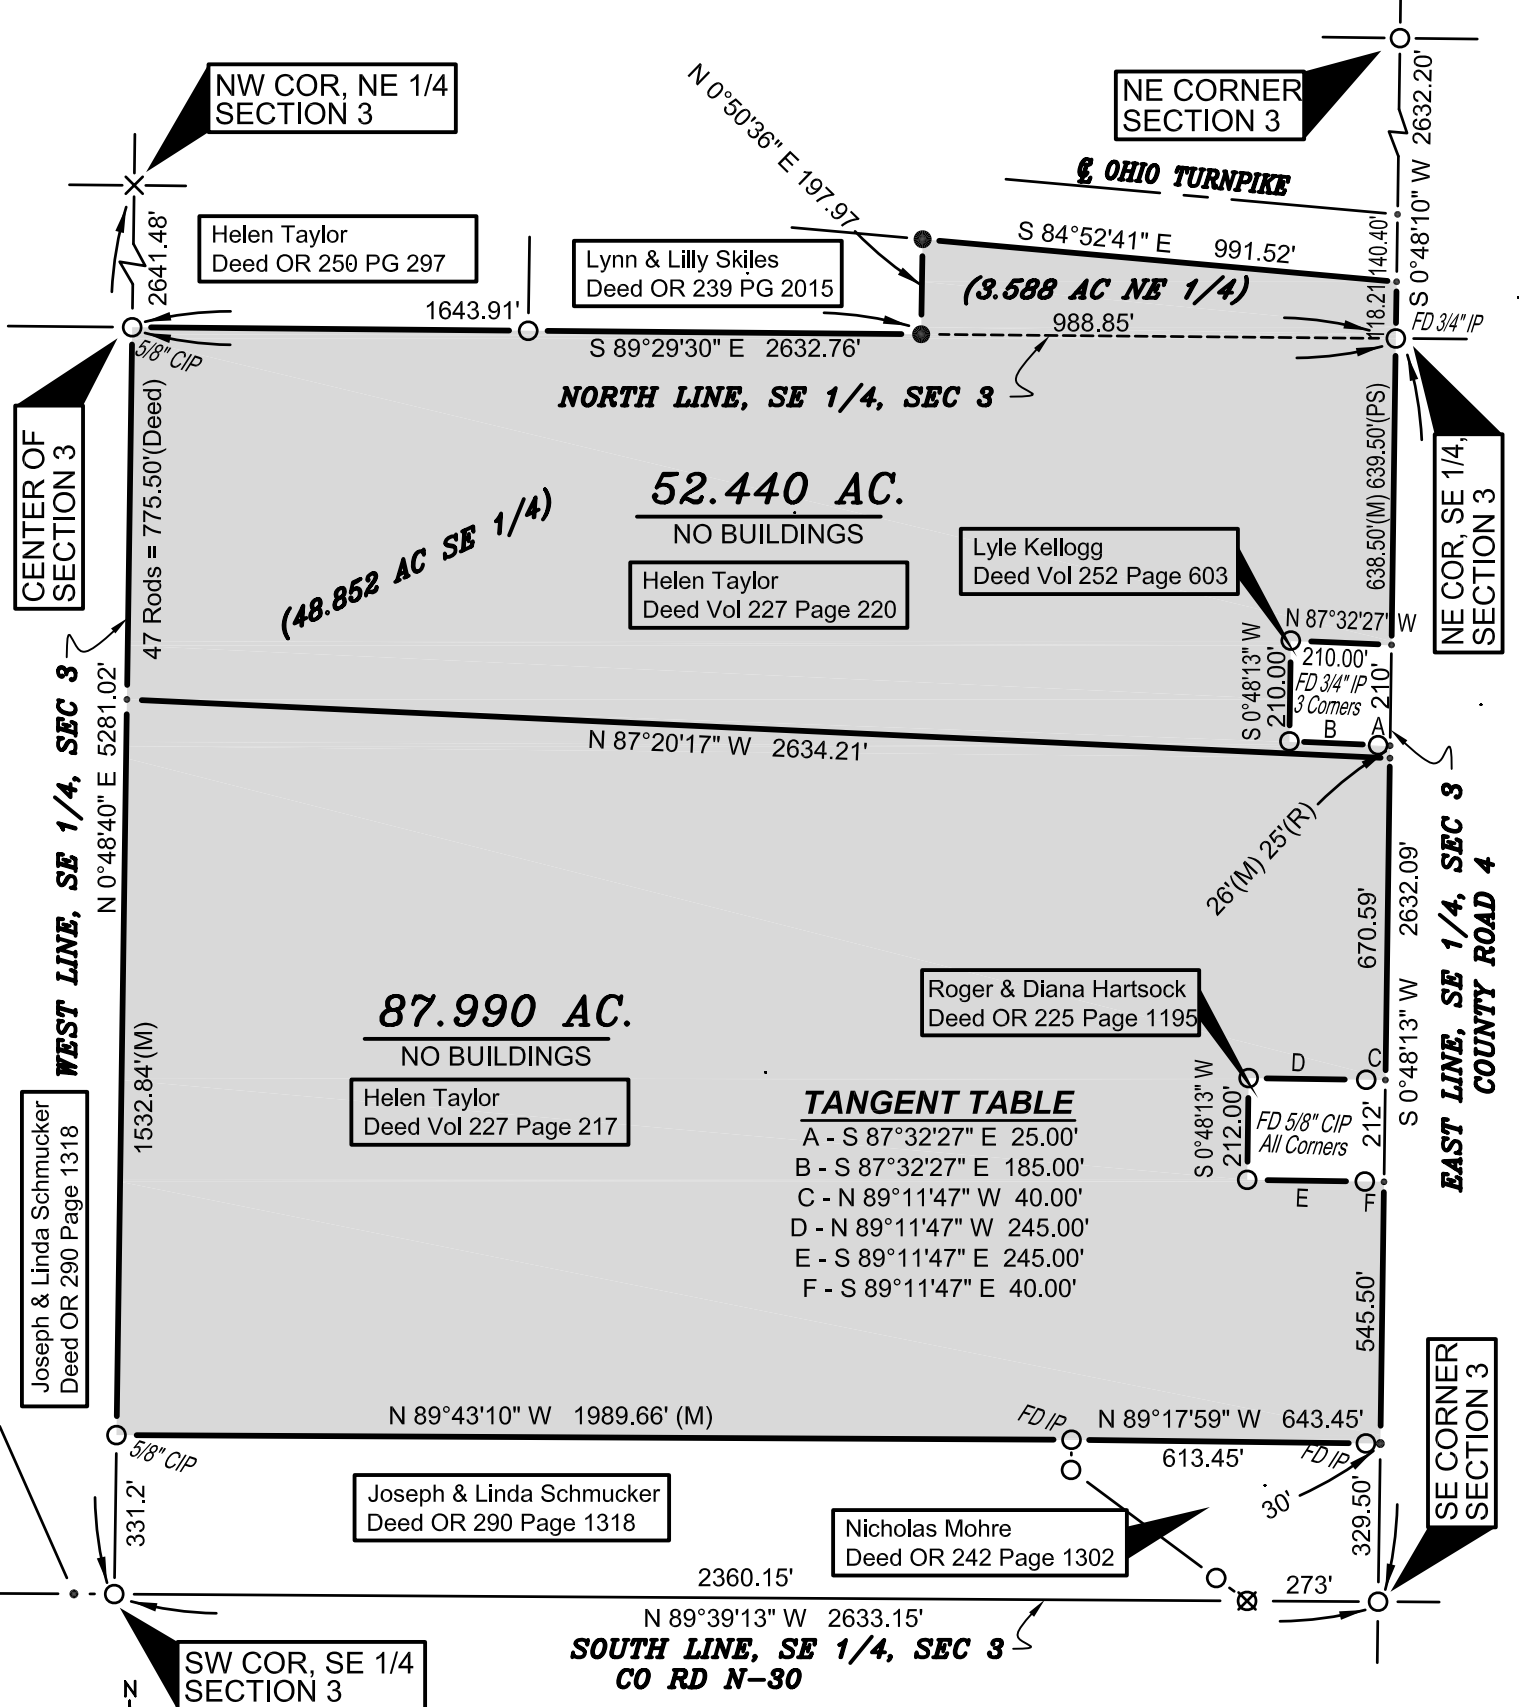 NW COR, NE 1/4
SECTION 3
NE CORNER
SECTION 3
S 0°48'10" W 2632.20'
N 0°50'36" E 197.97
℄ OHIO TURNPIKE
2641.48'
Helen Taylor
Deed OR 250 PG 297
Lynn & Lilly Skiles
Deed OR 239 PG 2015
S 84°52'41" E 991.52'
140.40'
(3.588 AC NE 1/4)
118.21'
FD 3/4" IP
1643.91'
988.85'
5/8" CIP
S 89°29'30" E 2632.76'
NORTH LINE, SE 1/4, SEC 3
CENTER OF
SECTION 3
47 Rods = 775.50'(Deed)
638.50'(M) 639.50'(PS)
NE COR, SE 1/4,
SECTION 3
52.440 AC.
NO BUILDINGS
(48.852 AC SE 1/4)
Helen Taylor
Deed Vol 227 Page 220
Lyle Kellogg
Deed Vol 252 Page 603
N 87°32'27" W
210.00'
S 0°48'13" W
210.00'
FD 3/4" IP
3 Corners
210'
B
A
WEST LINE, SE 1/4, SEC 3
N 0°48'40" E 5281.02'
N 87°20'17" W 2634.21'
26'(M) 25'(R)
EAST LINE, SE 1/4, SEC 3
COUNTY ROAD 4
S 0°48'13" W 2632.09'
670.59'
87.990 AC.
NO BUILDINGS
Helen Taylor
Deed Vol 227 Page 217
Roger & Diana Hartsock
Deed OR 225 Page 1195
1532.84'(M)
Joseph & Linda Schmucker
Deed OR 290 Page 1318
TANGENT TABLE
A - S 87°32'27" E 25.00'
B - S 87°32'27" E 185.00'
C - N 89°11'47" W 40.00'
D - N 89°11'47" W 245.00'
E - S 89°11'47" E 245.00'
F - S 89°11'47" E 40.00'
D
C
S 0°48'13" W
212.00'
FD 5/8" CIP
All Corners
212'
E
F
545.50'
N 89°43'10" W 1989.66' (M)
FD IP
N 89°17'59" W 643.45'
613.45'
FD IP
5/8" CIP
30'
SE CORNER
SECTION 3
331.2'
Joseph & Linda Schmucker
Deed OR 290 Page 1318
Nicholas Mohre
Deed OR 242 Page 1302
329.50'
2360.15'
273'
N 89°39'13" W 2633.15'
SOUTH LINE, SE 1/4, SEC 3
CO RD N-30
SW COR, SE 1/4
SECTION 3
N